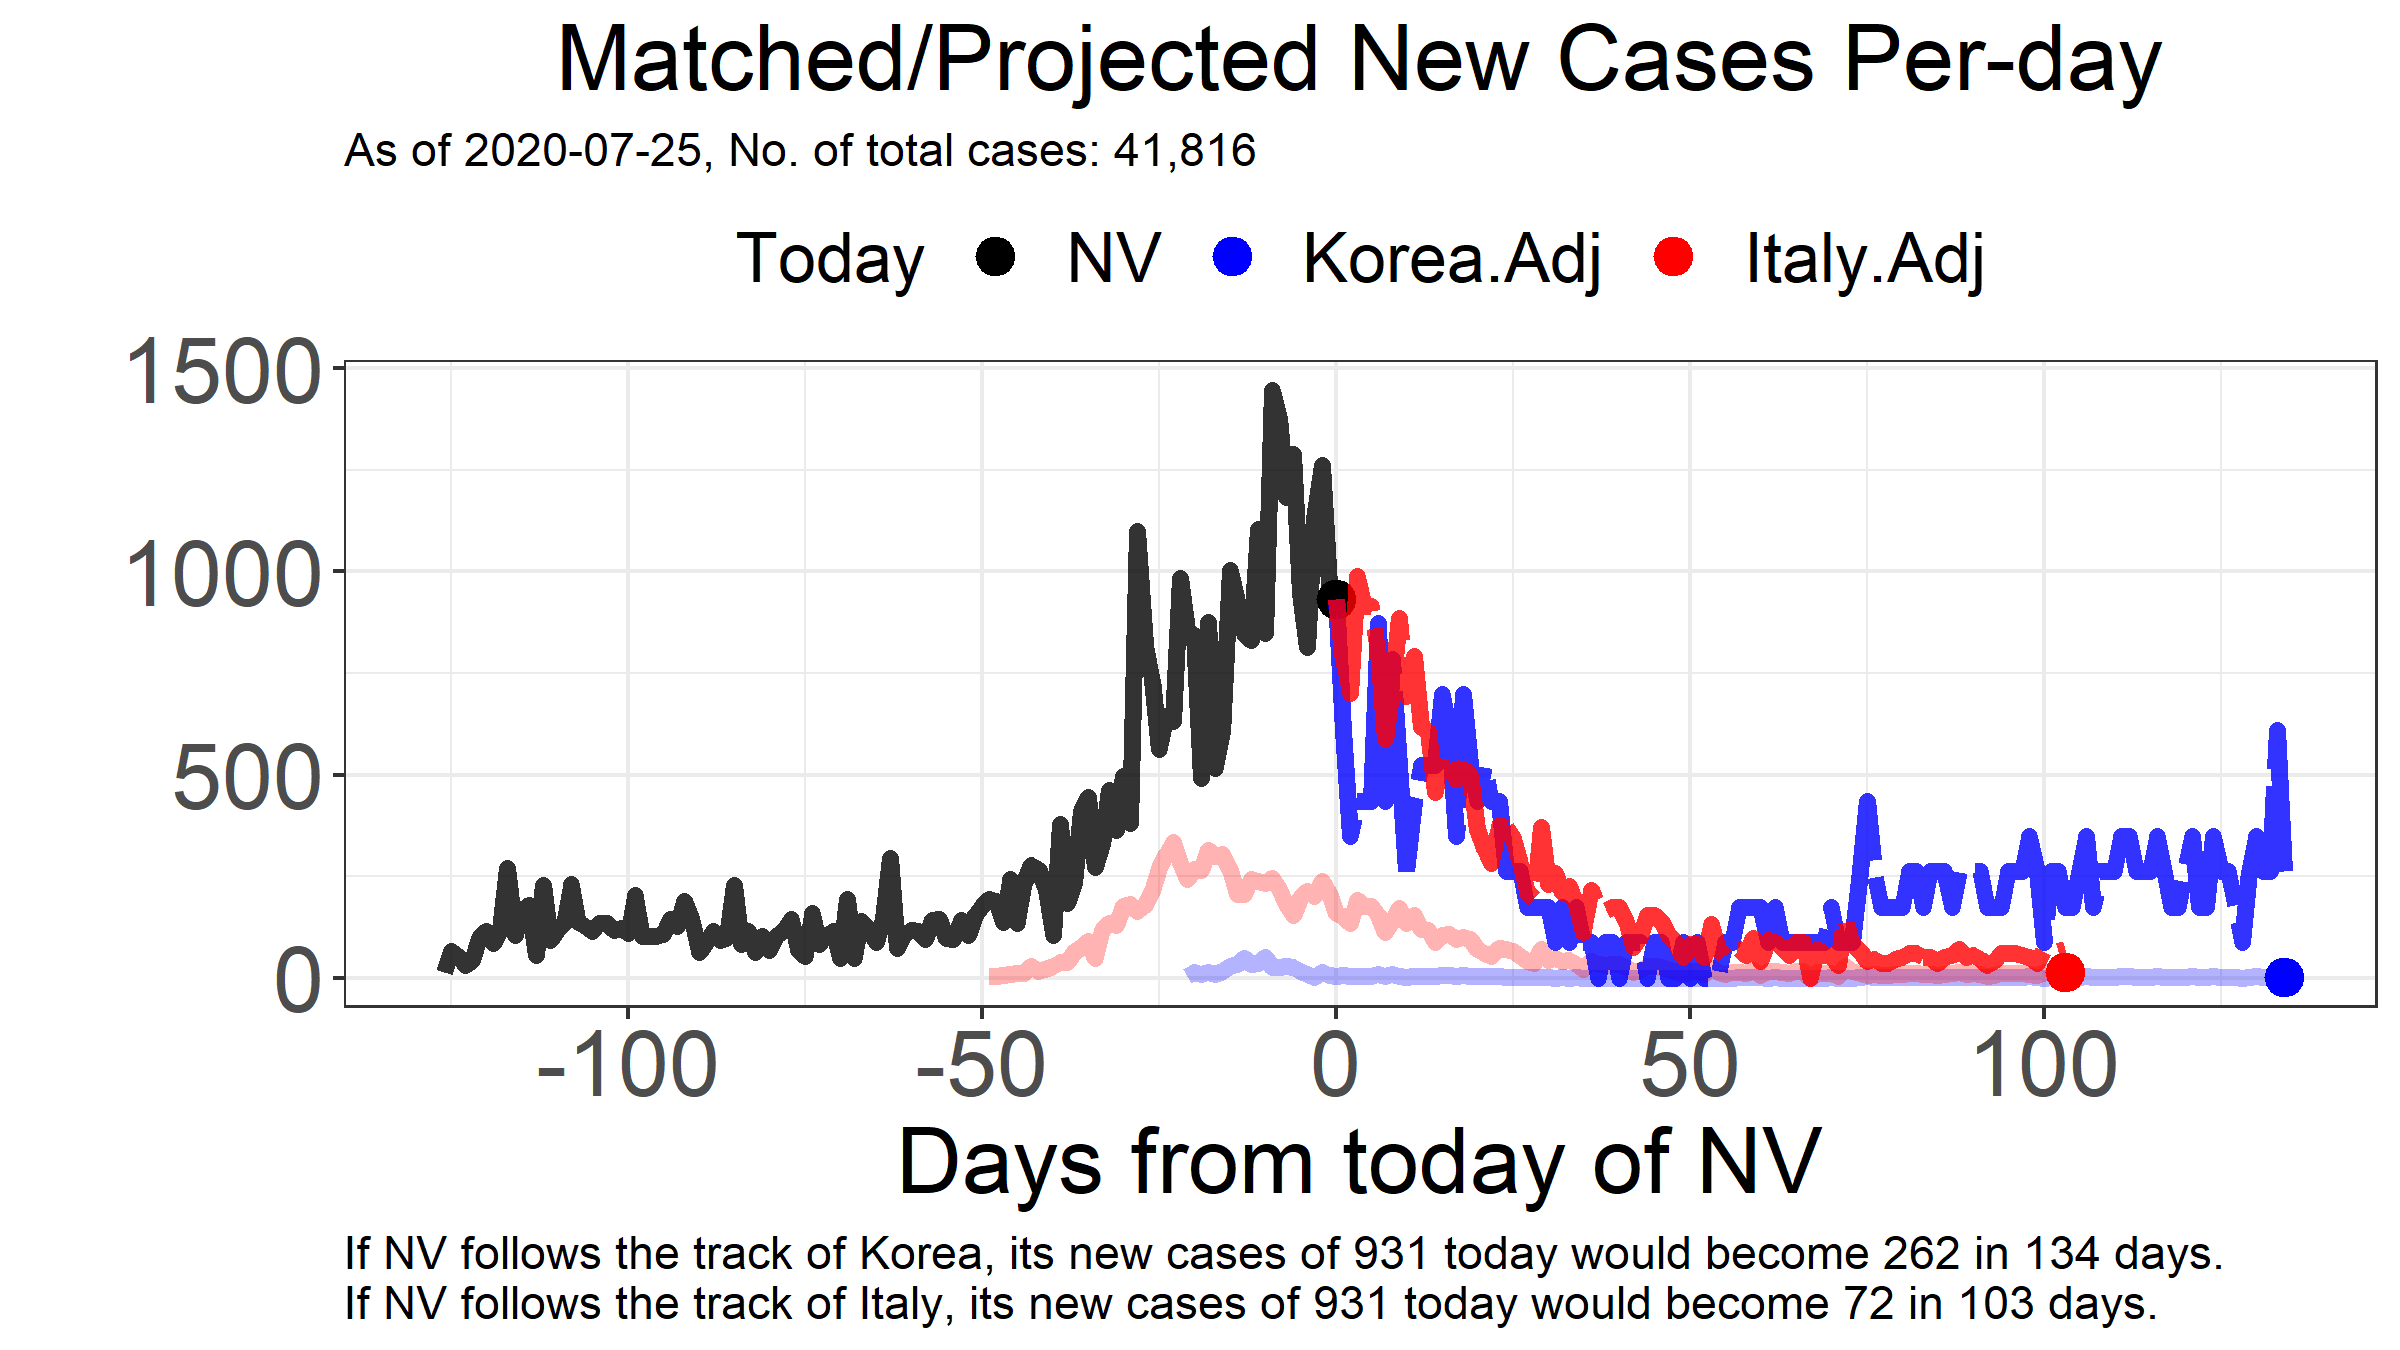 Matched/Projected New Cases Per-day
As of 2020-07-25, No. of total cases: 41,816
Today NV Korea.Adj Italy.Adj
1500
1000
500
0
-100 -50 0 50 100
Days from today of NV
If NV follows the track of Korea, its new cases of 931 today would become 262 in 134 days.
If NV follows the track of Italy, its new cases of 931 today would become 72 in 103 days.